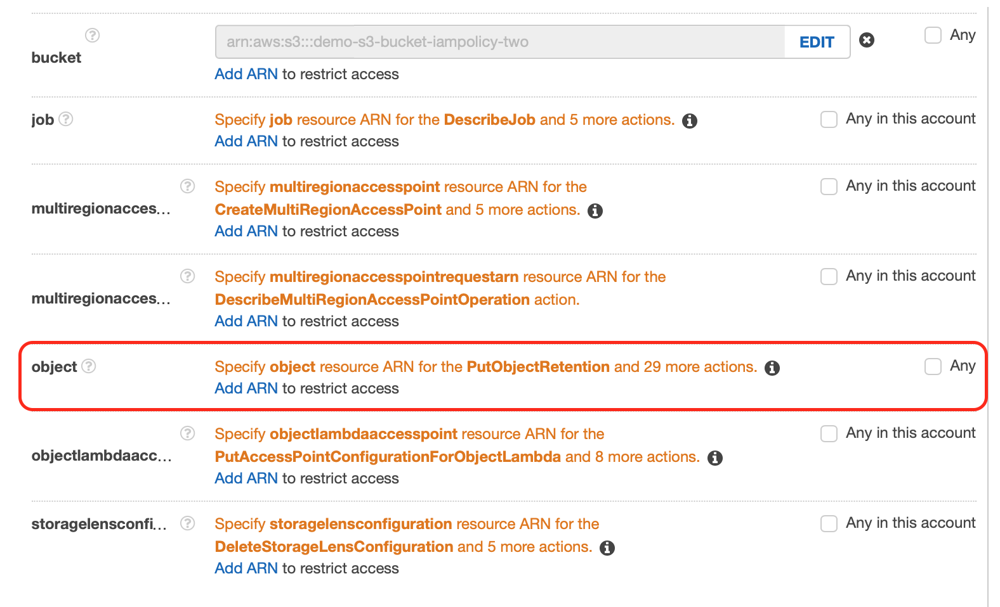 bucket ?
arn:aws:s3:::demo-s3-bucket-iampolicy-two EDIT Any
Add ARN to restrict access
job ? Specify job resource ARN for the DescribeJob and 5 more actions. i Any in this account
Add ARN to restrict access
multiregionacces... ? Specify multiregionaccesspoint resource ARN for the Any in this account
CreateMultiRegionAccessPoint and 5 more actions. i
Add ARN to restrict access
multiregionacces... ? Specify multiregionaccesspointrequestarn resource ARN for the Any in this account
DescribeMultiRegionAccessPointOperation action.
Add ARN to restrict access
object ? Specify object resource ARN for the PutObjectRetention and 29 more actions. i Any
Add ARN to restrict access
objectlambdaacc... ? Specify objectlambdaaccesspoint resource ARN for the Any in this account
PutAccessPointConfigurationForObjectLambda and 8 more actions. i
Add ARN to restrict access
storagelensconfi... ? Specify storagelensconfiguration resource ARN for the Any in this account
DeleteStorageLensConfiguration and 5 more actions. i
Add ARN to restrict access